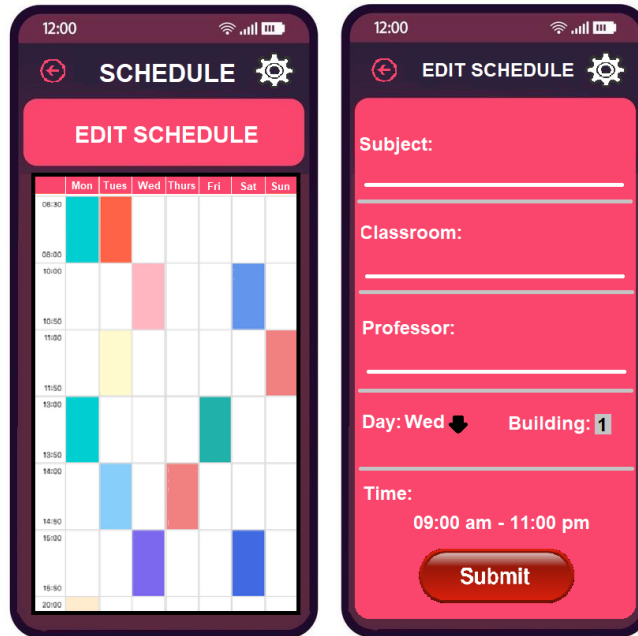 12:00
SCHEDULE
EDIT SCHEDULE
Mon Tues Wed Thurs Fri Sat Sun
08:00
10:00
10:50
11:00
11:50
13:00
13:50
14:00
14:50
15:00
15:50
20:00
12:00
EDIT SCHEDULE
Subject:
Classroom:
Professor:
Day: Wed Building: 1
Time:
09:00 am - 11:00 pm
Submit